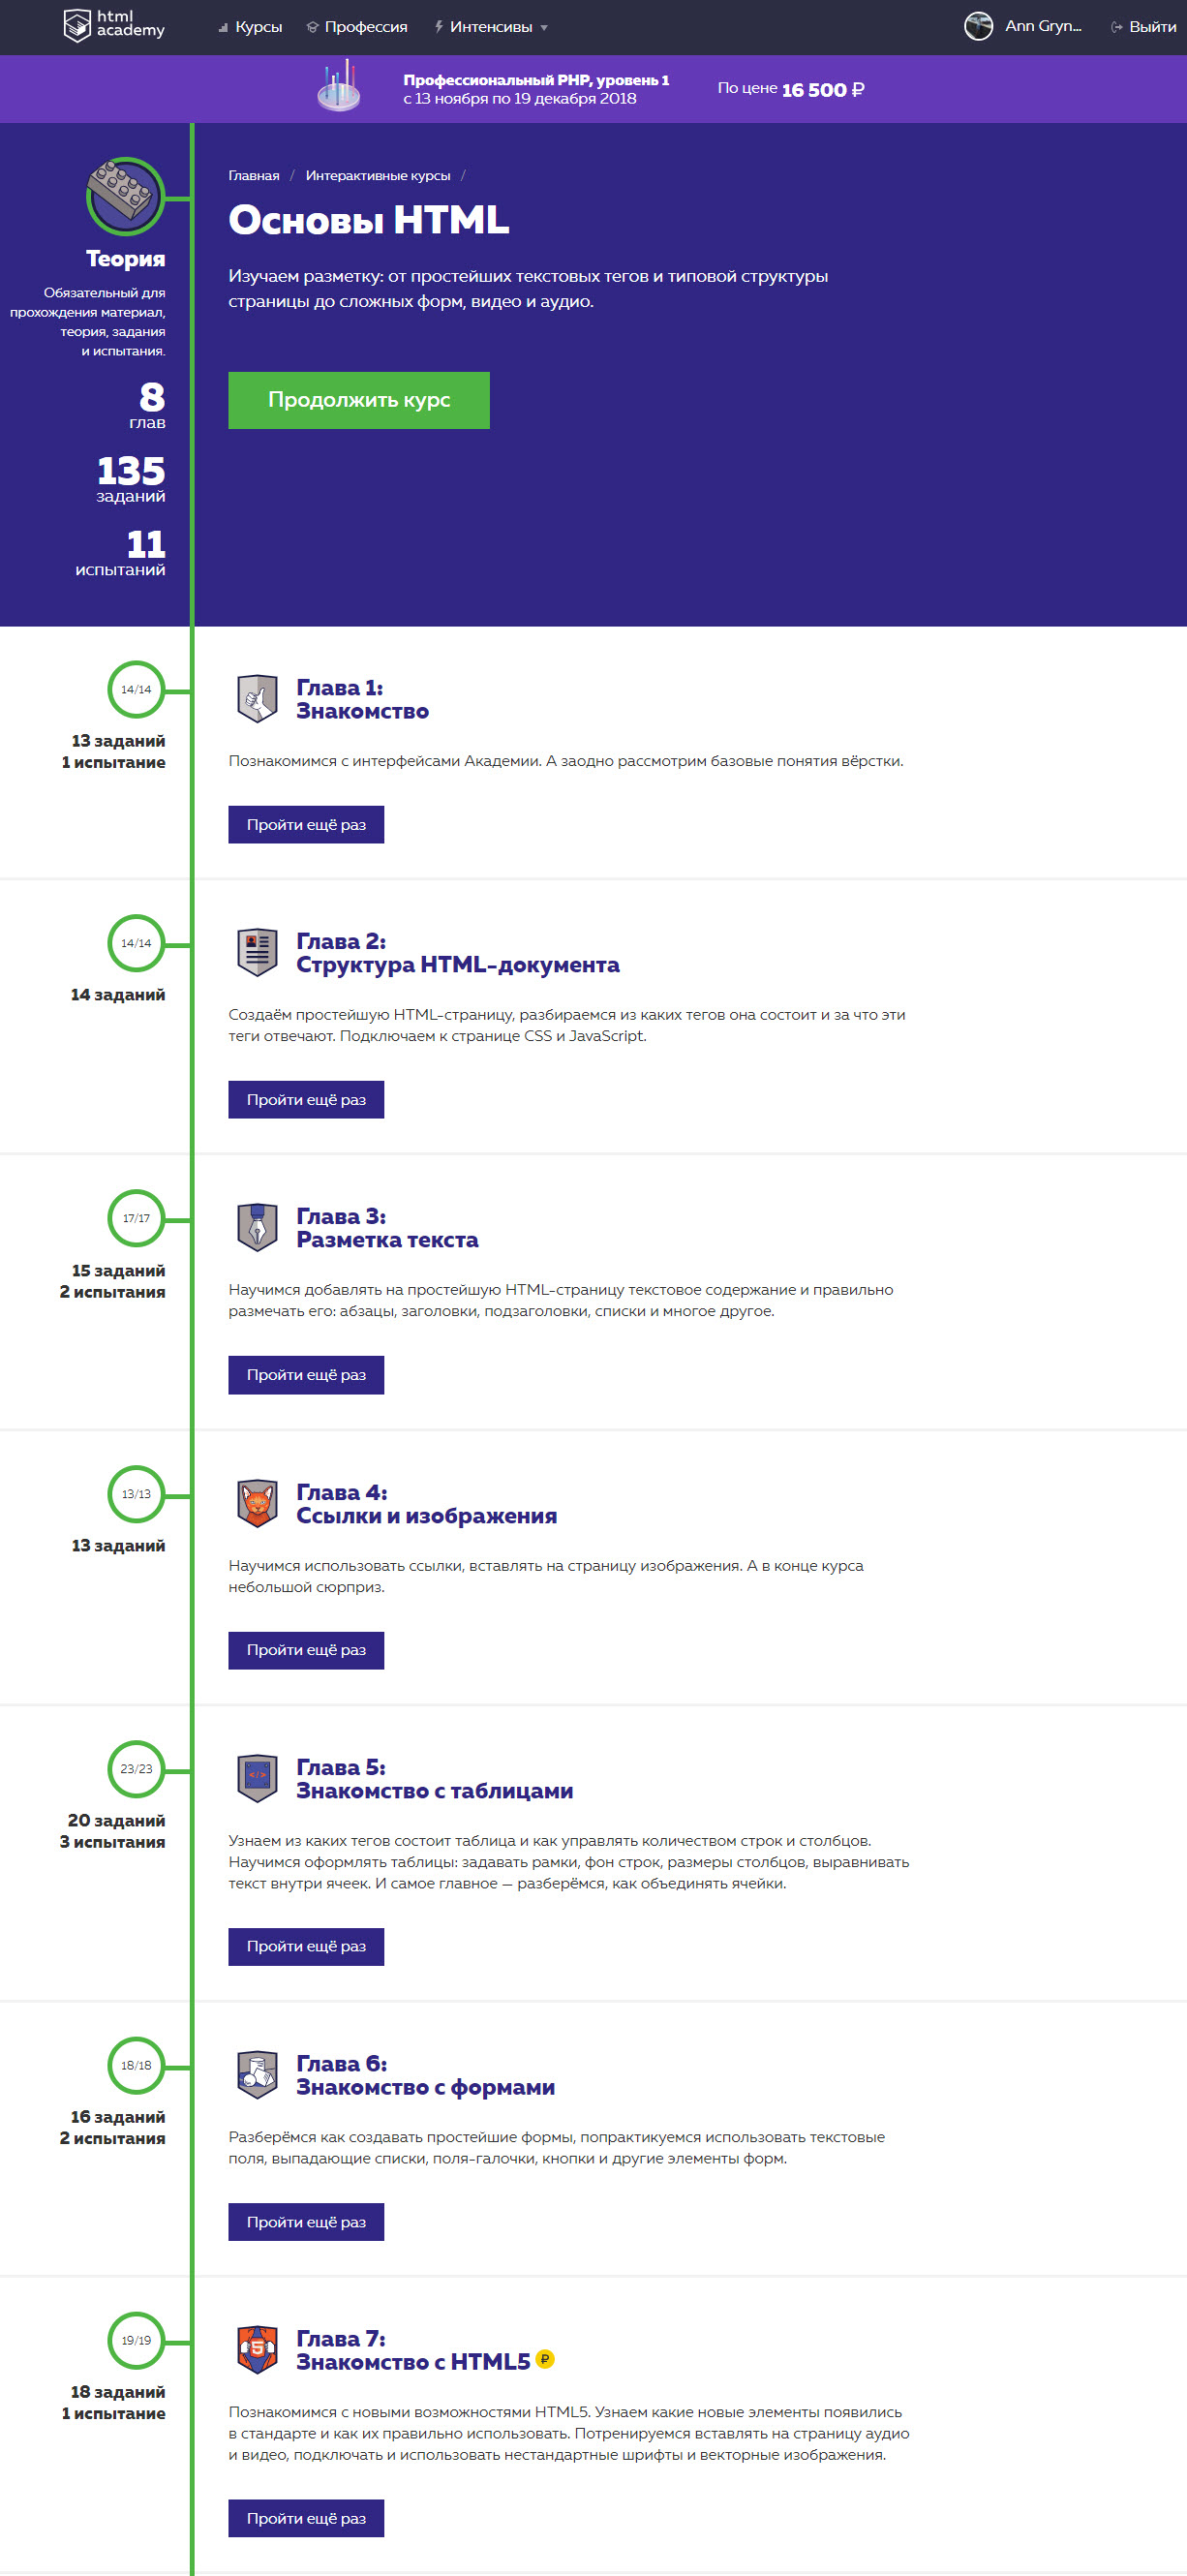 html
academy
Курсы
Профессия
Интенсивы
Ann Gryn...
Выйти
Профессиональный PHP, уровень 1
с 13 ноября по 19 декабря 2018
По цене 16 500 ₽
Теория
Обязательный для
прохождения материал,
теория, задания
и испытания.
8
глав
135
заданий
11
испытаний
Главная / Интерактивные курсы /
Основы HTML
Изучаем разметку: от простейших текстовых тегов и типовой структуры
страницы до сложных форм, видео и аудио.
Продолжить курс
14/14
13 заданий
1 испытание
Глава 1:
Знакомство
Познакомимся с интерфейсами Академии. А заодно рассмотрим базовые понятия вёрстки.
Пройти ещё раз
14/14
14 заданий
Глава 2:
Структура HTML-документа
Создаём простейшую HTML-страницу, разбираемся из каких тегов она состоит и за что эти
теги отвечают. Подключаем к странице CSS и JavaScript.
Пройти ещё раз
17/17
15 заданий
2 испытания
Глава 3:
Разметка текста
Научимся добавлять на простейшую HTML-страницу текстовое содержание и правильно
размечать его: абзацы, заголовки, подзаголовки, списки и многое другое.
Пройти ещё раз
13/13
13 заданий
Глава 4:
Ссылки и изображения
Научимся использовать ссылки, вставлять на страницу изображения. А в конце курса
небольшой сюрприз.
Пройти ещё раз
23/23
20 заданий
3 испытания
</>
Глава 5:
Знакомство с таблицами
Узнаем из каких тегов состоит таблица и как управлять количеством строк и столбцов.
Научимся оформлять таблицы: задавать рамки, фон строк, размеры столбцов, выравнивать
текст внутри ячеек. И самое главное — разберёмся, как объединять ячейки.
Пройти ещё раз
18/18
16 заданий
2 испытания
Глава 6:
Знакомство с формами
Разберёмся как создавать простейшие формы, попрактикуемся использовать текстовые
поля, выпадающие списки, поля-галочки, кнопки и другие элементы форм.
Пройти ещё раз
19/19
18 заданий
1 испытание
5
Глава 7:
Знакомство с HTML5 ₽
Познакомимся с новыми возможностями HTML5. Узнаем какие новые элементы появились
в стандарте и как их правильно использовать. Потренируемся вставлять на страницу аудио
и видео, подключать и использовать нестандартные шрифты и векторные изображения.
Пройти ещё раз